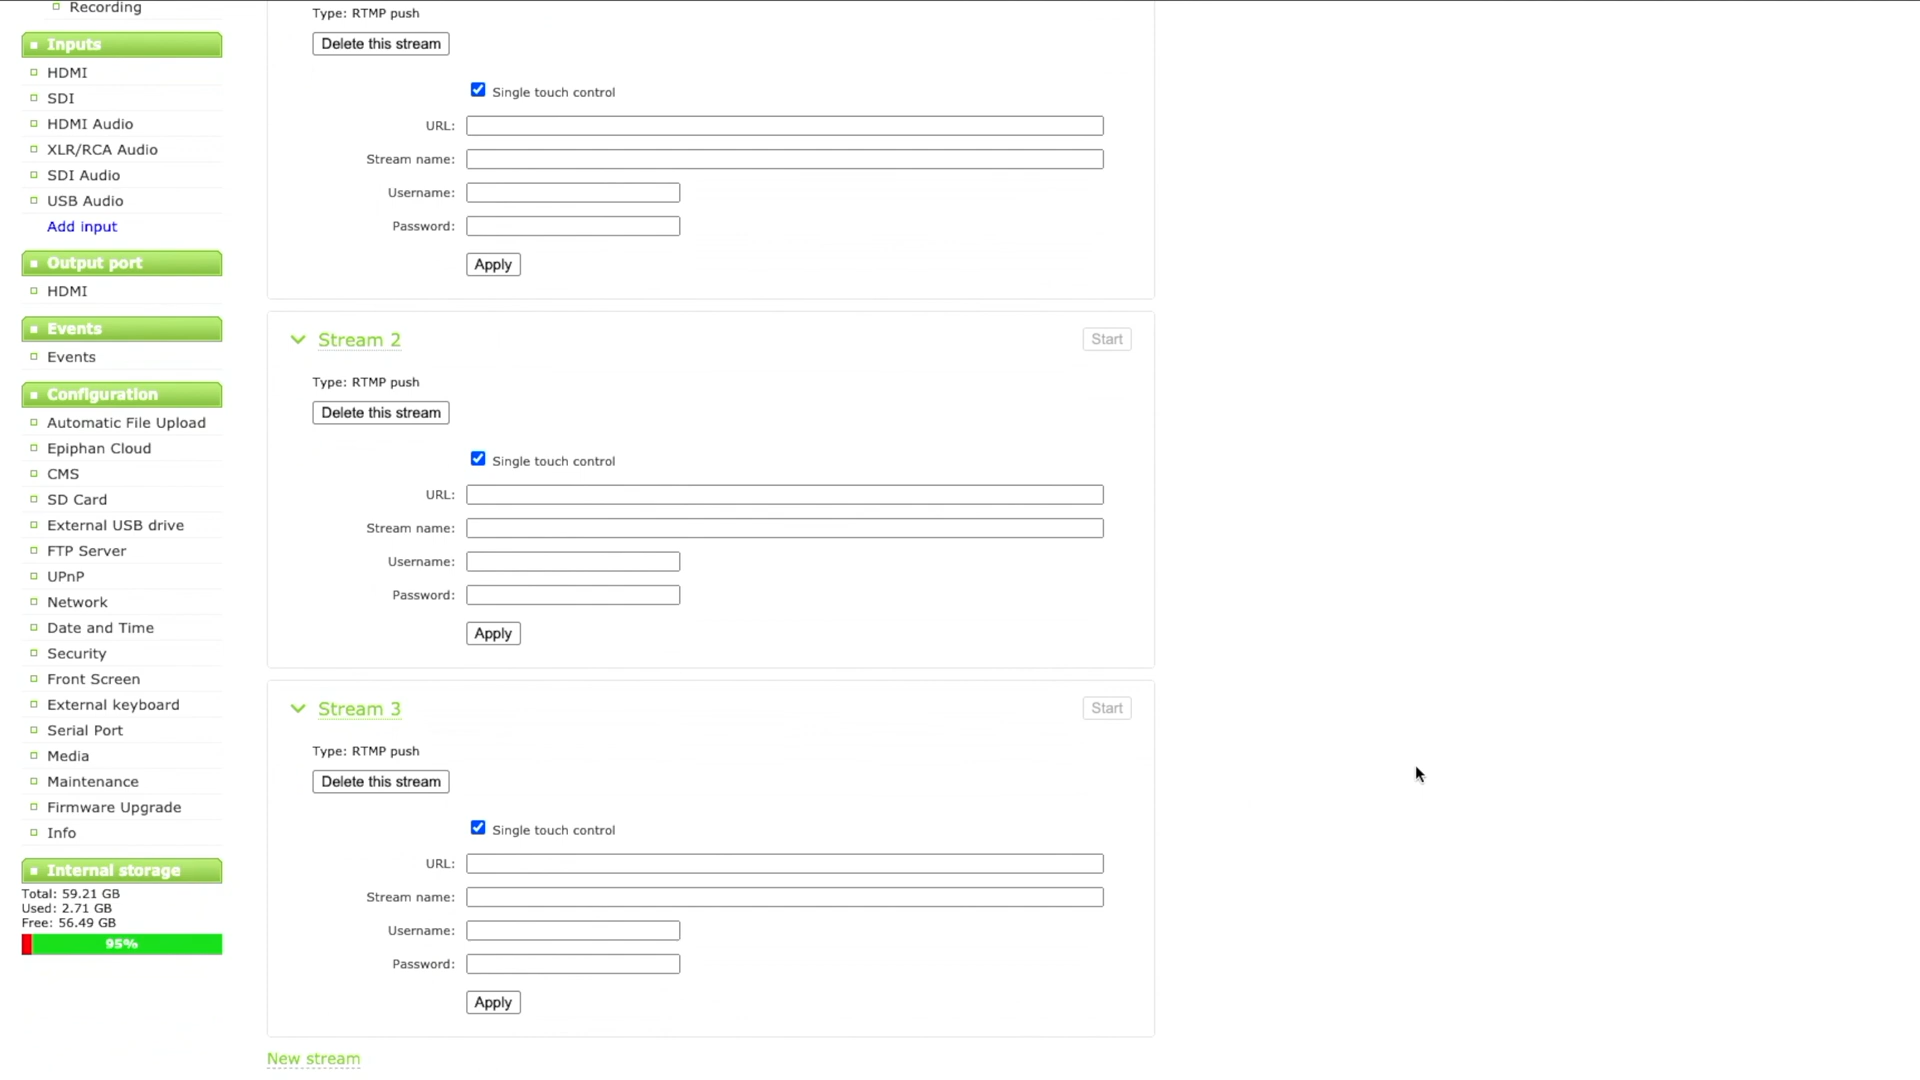 Recording
Inputs
HDMI
SDI
HDMI Audio
XLR/RCA Audio
SDI Audio
USB Audio
Add input
Output port
HDMI
Events
Events
Configuration
Automatic File Upload
Epiphan Cloud
CMS
SD Card
External USB drive
FTP Server
UPnP
Network
Date and Time
Security
Front Screen
External keyboard
Serial Port
Media
Maintenance
Firmware Upgrade
Info
Internal storage
Total: 59.21 GB
Used: 2.71 GB
Free: 56.49 GB
95%
Type: RTMP push
Delete this stream
Single touch control
URL:
Stream name:
Username:
Password:
Apply
Stream 2 Start
Type: RTMP push
Delete this stream
Single touch control
URL:
Stream name:
Username:
Password:
Apply
Stream 3 Start
Type: RTMP push
Delete this stream
Single touch control
URL:
Stream name:
Username:
Password:
Apply
New stream